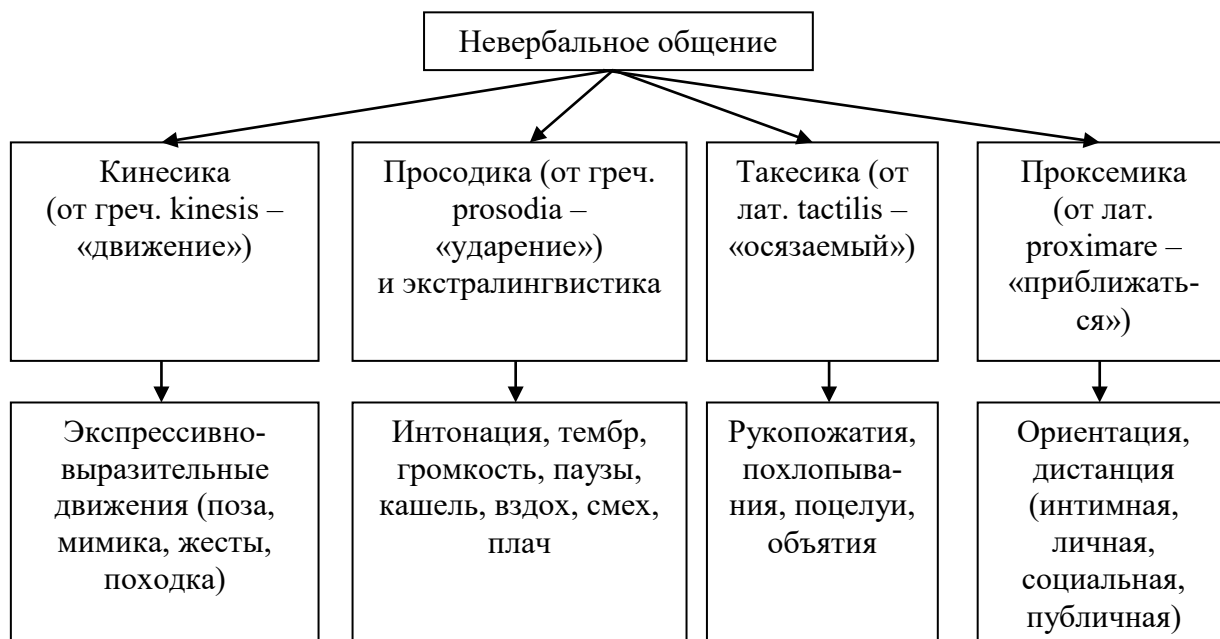 Невербальное общение
Кинесика
(от греч. kinesis –
«движение»)
Просодика (от греч.
prosodia –
«ударение»)
и экстралингвистика
Такесика (от
лат. tactilis –
«осязаемый»)
Проксемика
(от лат.
proximare –
«приближать-
ся»)
Экспрессивно-
выразительные
движения (поза,
мимика, жесты,
походка)
Интонация, тембр,
громкость, паузы,
кашель, вздох, смех,
плач
Рукопожатия,
похлопыва-
ния, поцелуи,
объятия
Ориентация,
дистанция
(интимная,
личная,
социальная,
публичная)